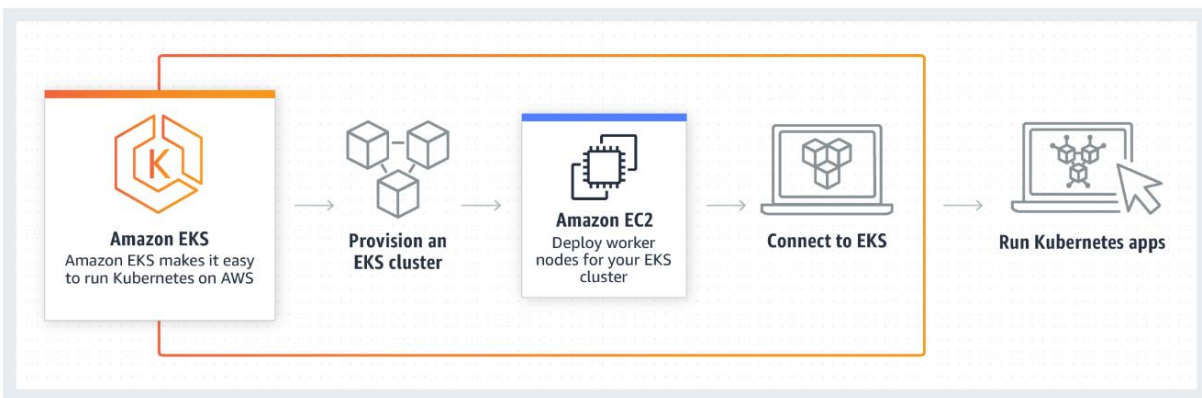 K
Amazon EKS
Amazon EKS makes it easy
to run Kubernetes on AWS
Provision an
EKS cluster
Amazon EC2
Deploy worker
nodes for your EKS
cluster
Connect to EKS
Run Kubernetes apps